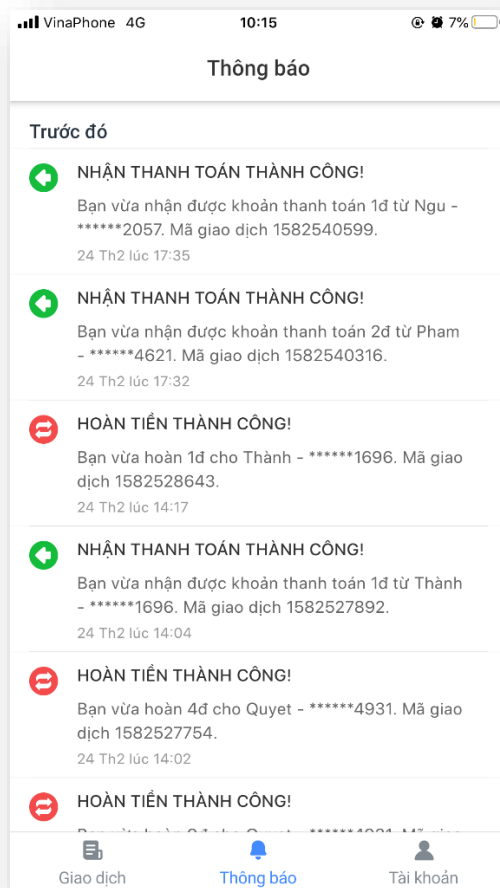 VinaPhone 4G 10:15 7%
Thông báo
Trước đó
NHẬN THANH TOÁN THÀNH CÔNG!
Bạn vừa nhận được khoản thanh toán 1đ từ Ngu -
******2057. Mã giao dịch 1582540599.
24 Th2 lúc 17:35
NHẬN THANH TOÁN THÀNH CÔNG!
Bạn vừa nhận được khoản thanh toán 2đ từ Pham
- ******4621. Mã giao dịch 1582540316.
24 Th2 lúc 17:32
HOÀN TIỀN THÀNH CÔNG!
Bạn vừa hoàn 1đ cho Thành - ******1696. Mã giao
dịch 1582528643.
24 Th2 lúc 14:17
NHẬN THANH TOÁN THÀNH CÔNG!
Bạn vừa nhận được khoản thanh toán 1đ từ Thành
- ******1696. Mã giao dịch 1582527892.
24 Th2 lúc 14:04
HOÀN TIỀN THÀNH CÔNG!
Bạn vừa hoàn 4đ cho Quyet - ******4931. Mã giao
dịch 1582527754.
24 Th2 lúc 14:02
HOÀN TIỀN THÀNH CÔNG!
Giao dịch
Thông báo
Tài khoản